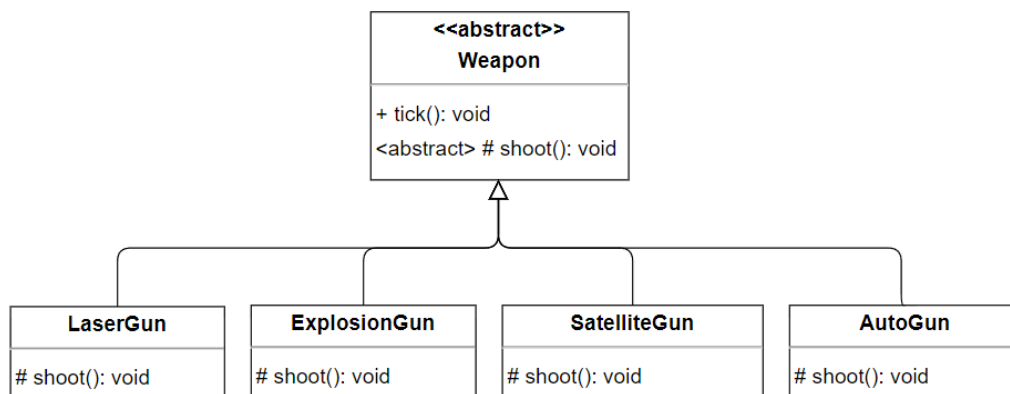 <<abstract>>
Weapon
+ tick(): void
<abstract> # shoot(): void
LaserGun
# shoot(): void
ExplosionGun
# shoot(): void
SatelliteGun
# shoot(): void
AutoGun
# shoot(): void